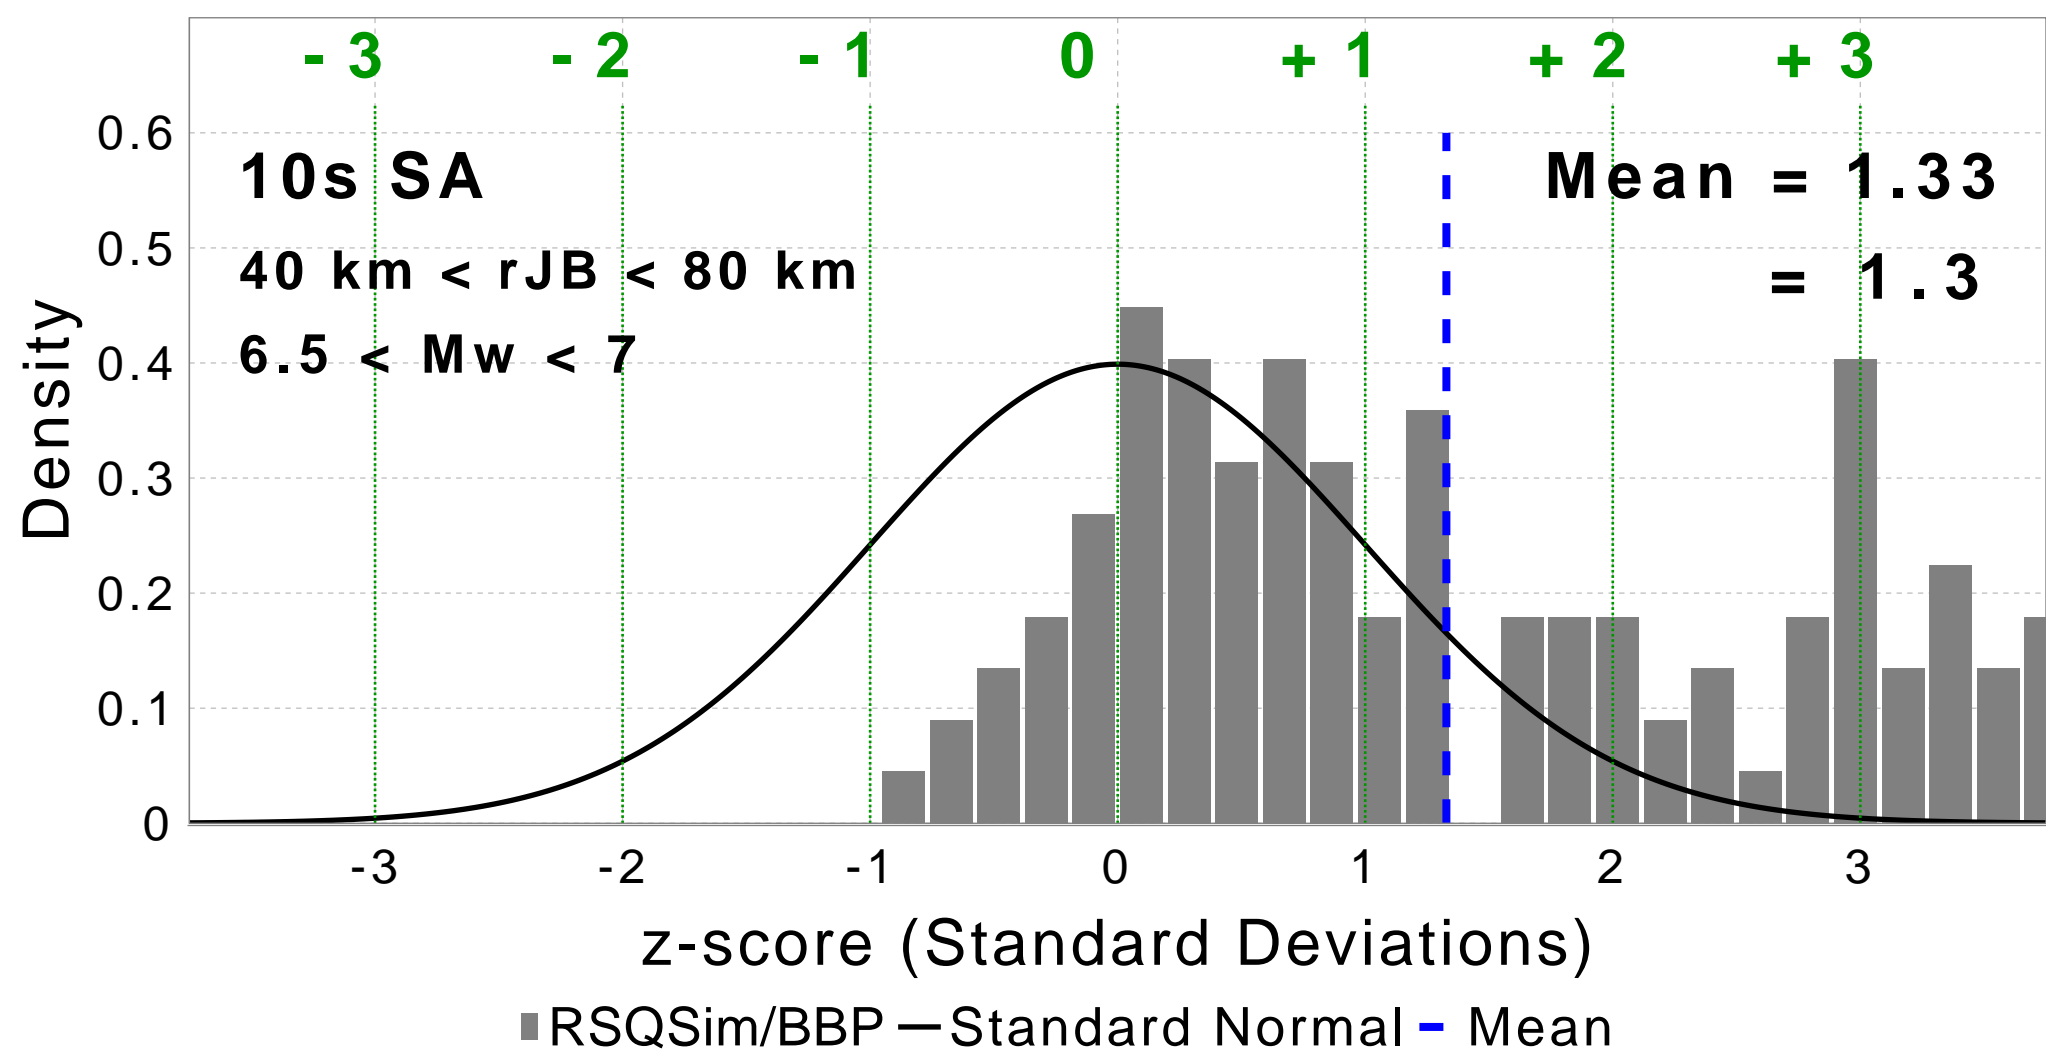 - 3 - 2 - 1 0 + 1 + 2 + 3
0.6
10s SA
Mean = 1.33
0.5
40 km < rJB < 80 km
= 1.3
0.4
6.5 < Mw < 7
0.3
0.2
0.1
0
Density
-3 -2 -1 0 1 2 3
z-score (Standard Deviations)
RSQSim/BBP Standard Normal Mean